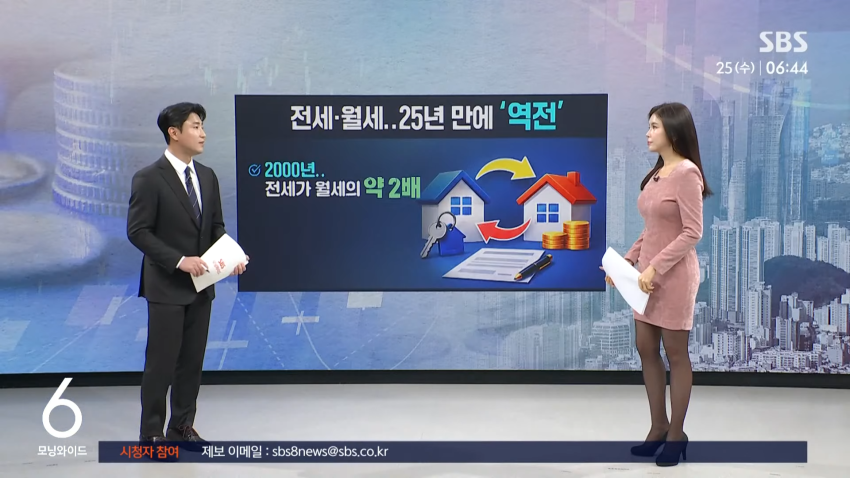 SBS
25(수) | 06:44
전세·월세..25년 만에 '역전'
2000년..
전세가 월세의 약 2배
6
모닝와이드
시청자 참여 제보 이메일 : sbs8news@sbs.co.kr